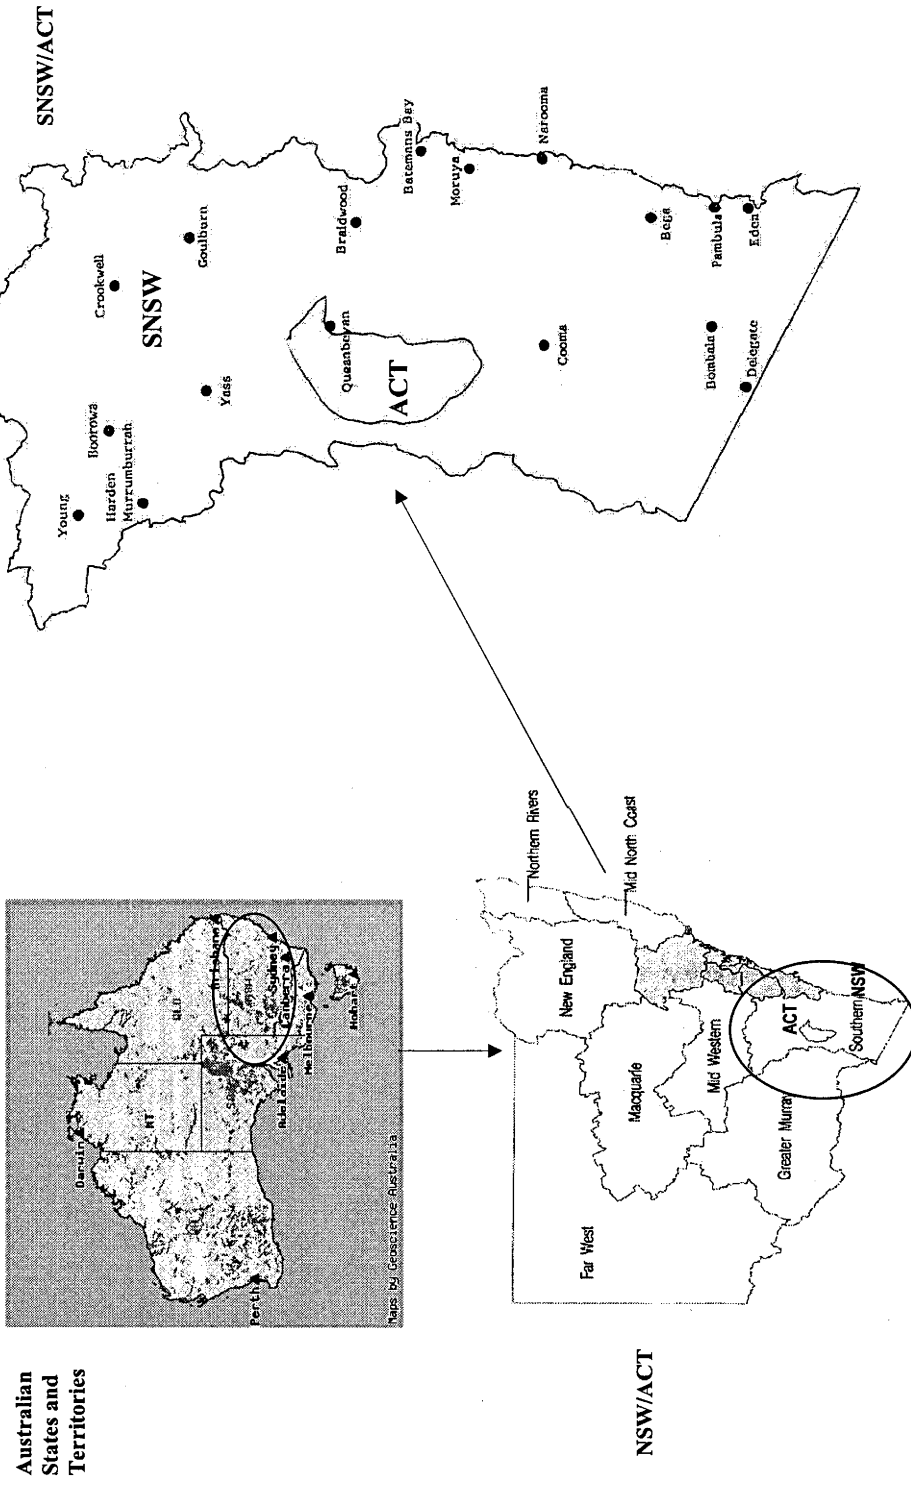 Australian
States and
Territories
Darwin
NT
QLD
Brisbane
Perth
Adelaide
Sydney
Canberra
Melbourne
Hobart
Maps by Geoscience Australia
NSW/ACT
Northern Rivers
New England
Mid North Coast
Macquarie
Far West
Mid Western
Greater Murray
ACT
Southern NSW
SNSW/ACT
Young
Boorowa
Crookwell
Harden
Murrumburrah
SNSW
Goulburn
Yass
Braidwood
Queanbeyan
ACT
Batemans Bay
Moruya
Narooma
Cooma
Bega
Bombala
Pambula
Delegate
Eden